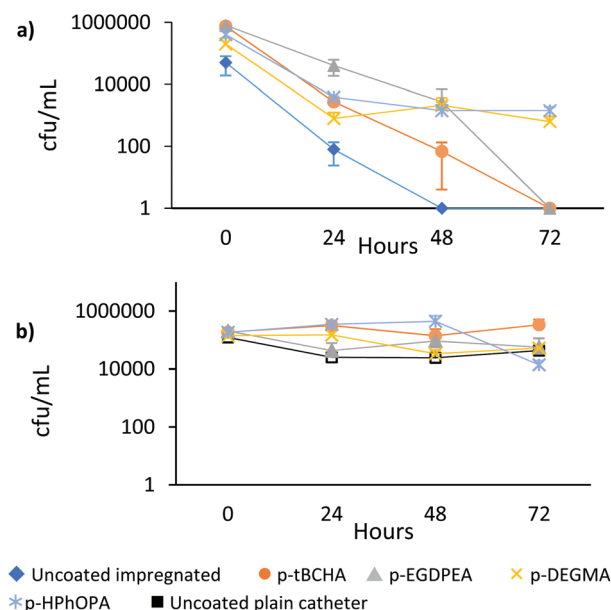 a)
1000000
10000
100
1
cfu/mL
0 24 48 72
Hours
b)
1000000
10000
100
1
cfu/mL
0 24 48 72
Hours
Uncoated impregnated p-tBCHA p-EGDPEA p-DEGMA
p-HPhOPA Uncoated plain catheter